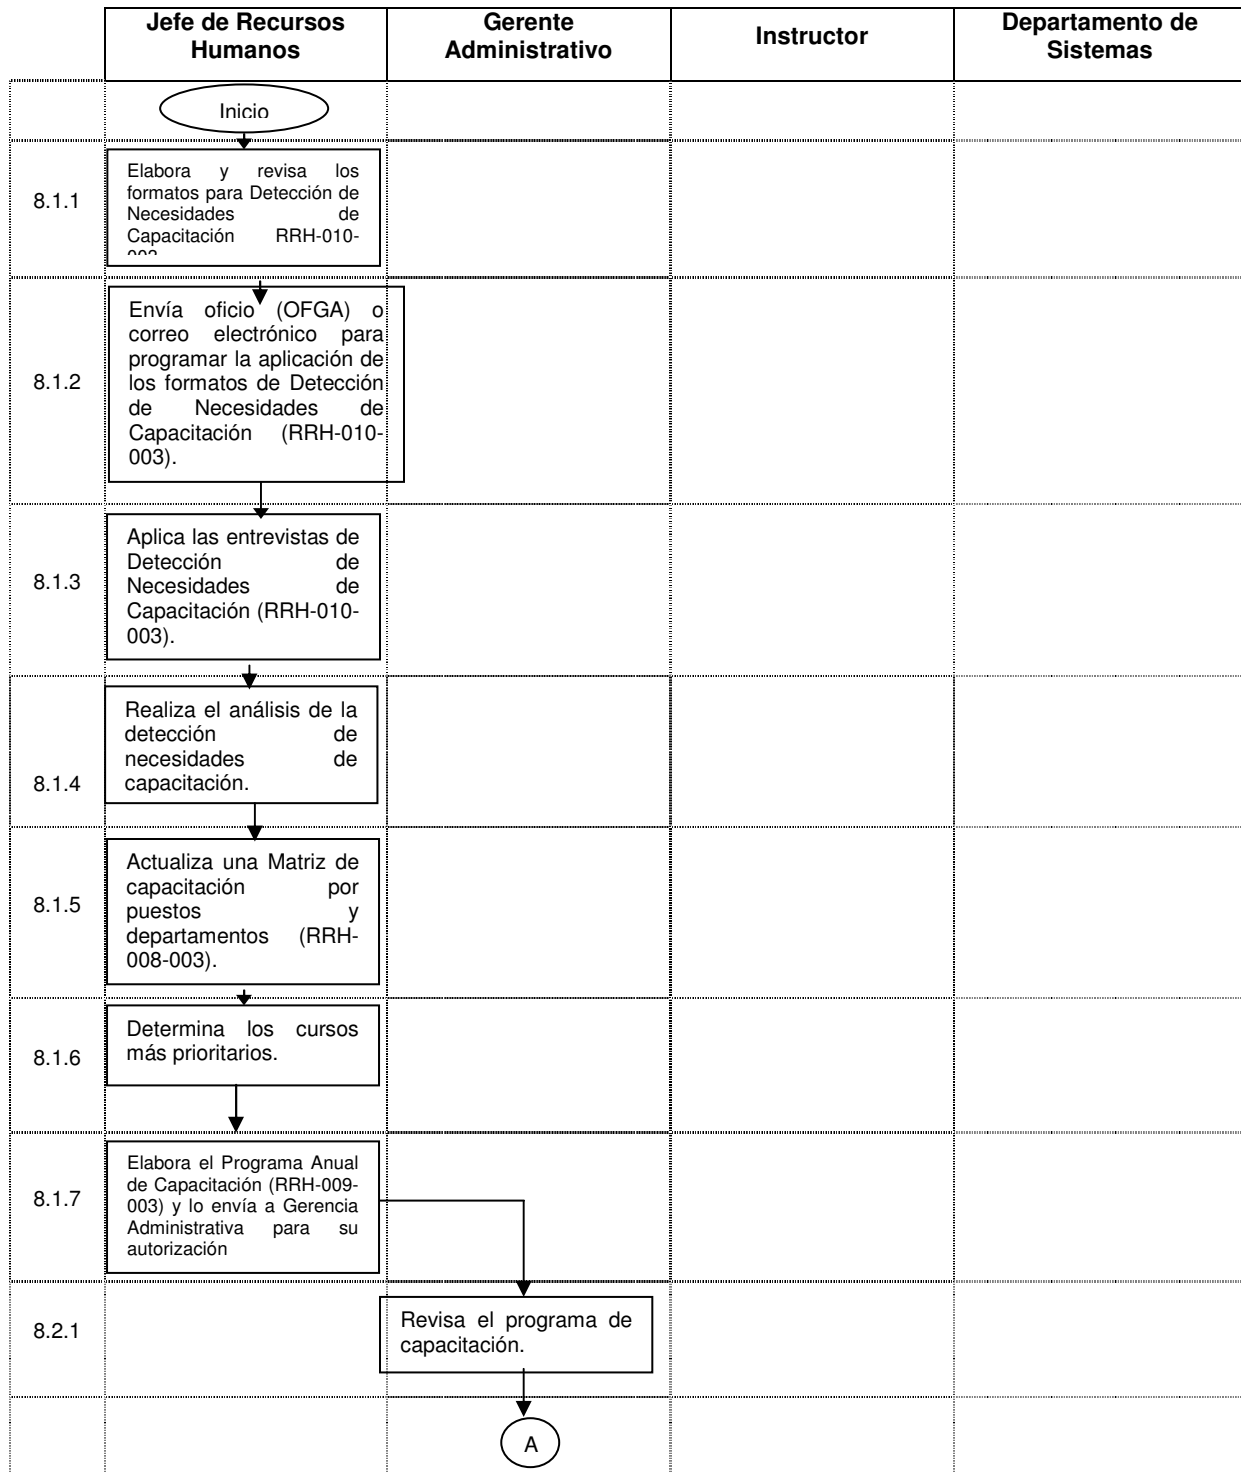 Jefe de Recursos
Humanos
Gerente
Administrativo
Instructor
Departamento de
Sistemas
Inicio
8.1.1
Elabora y revisa los
formatos para Detección de
Necesidades de
Capacitación RRH-010-
8.1.2
Envía oficio (OFGA) o
correo electrónico para
programar la aplicación de
los formatos de Detección
de Necesidades de
Capacitación (RRH-010-
003).
8.1.3
Aplica las entrevistas de
Detección de
Necesidades de
Capacitación (RRH-010-
003).
8.1.4
Realiza el análisis de la
detección de
necesidades de
capacitación.
8.1.5
Actualiza una Matriz de
capacitación por
puestos y
departamentos (RRH-
008-003).
8.1.6
Determina los cursos
más prioritarios.
8.1.7
Elabora el Programa Anual
de Capacitación (RRH-009-
003) y lo envía a Gerencia
Administrativa para su
autorización
8.2.1
Revisa el programa de
capacitación.
A